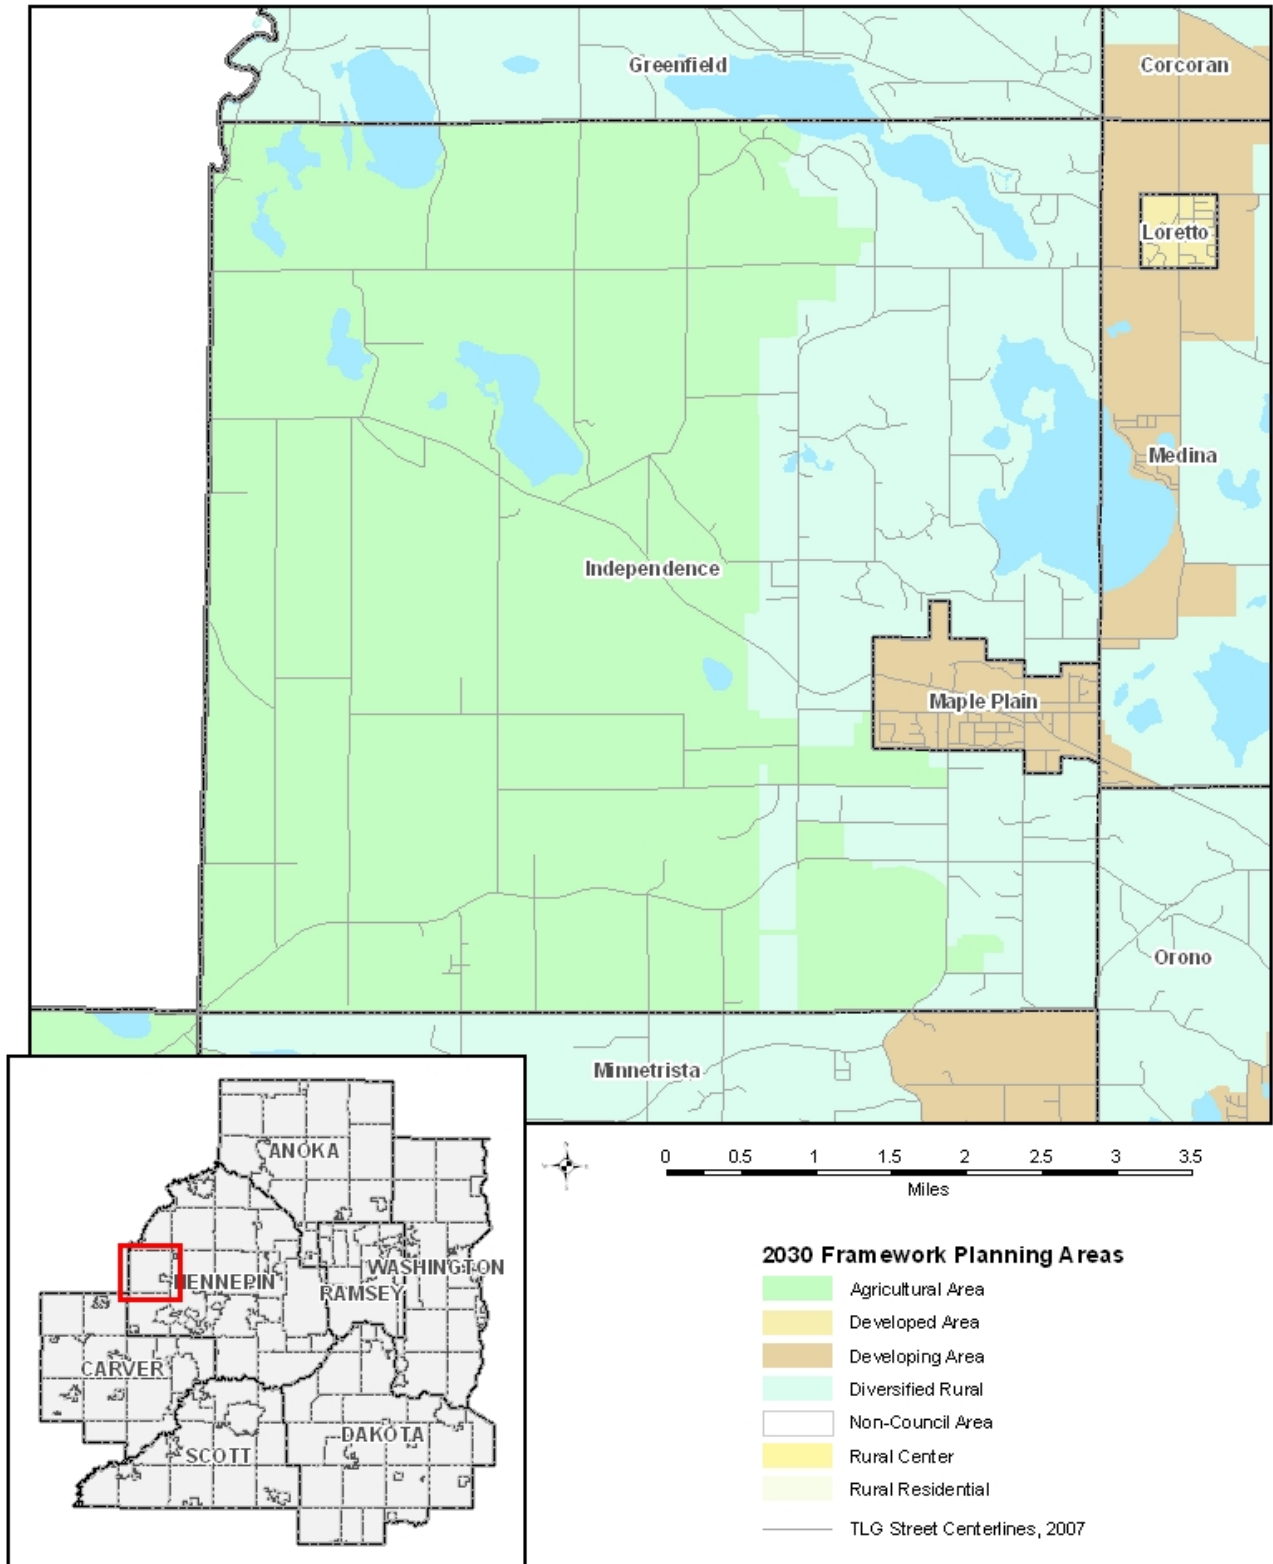 Greenfield
Corcoran
Loretto
Medina
Independence
Maple Plain
Orono
Minnetrista
ANOKA
HENNEPIN
WASHINGTON
RAMSEY
CARVER
SCOTT
DAKOTA
0 0.5 1 1.5 2 2.5 3 3.5
Miles
2030 Framework Planning Areas
Agricultural Area
Developed Area
Developing Area
Diversified Rural
Non-Council Area
Rural Center
Rural Residential
TLG Street Centerlines, 2007